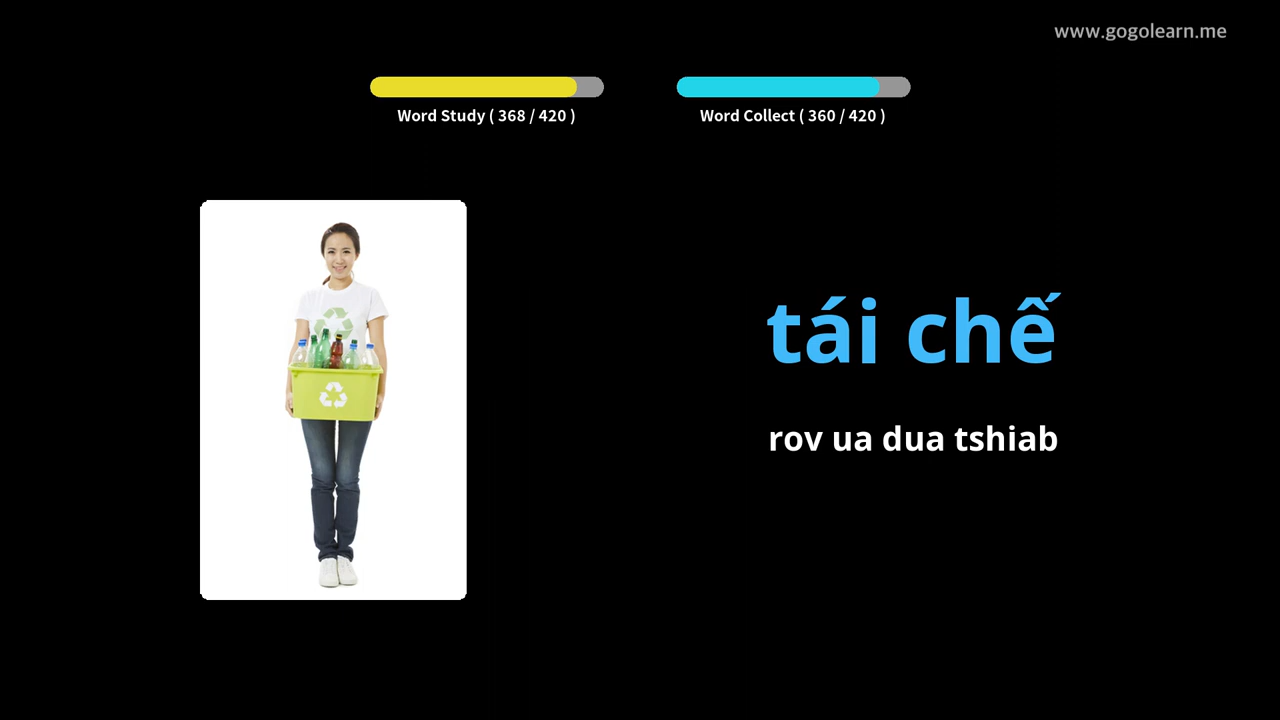 www.gogolearn.me
Word Study ( 368 / 420 )
Word Collect ( 360 / 420 )
tái chế
rov ua dua tshiab